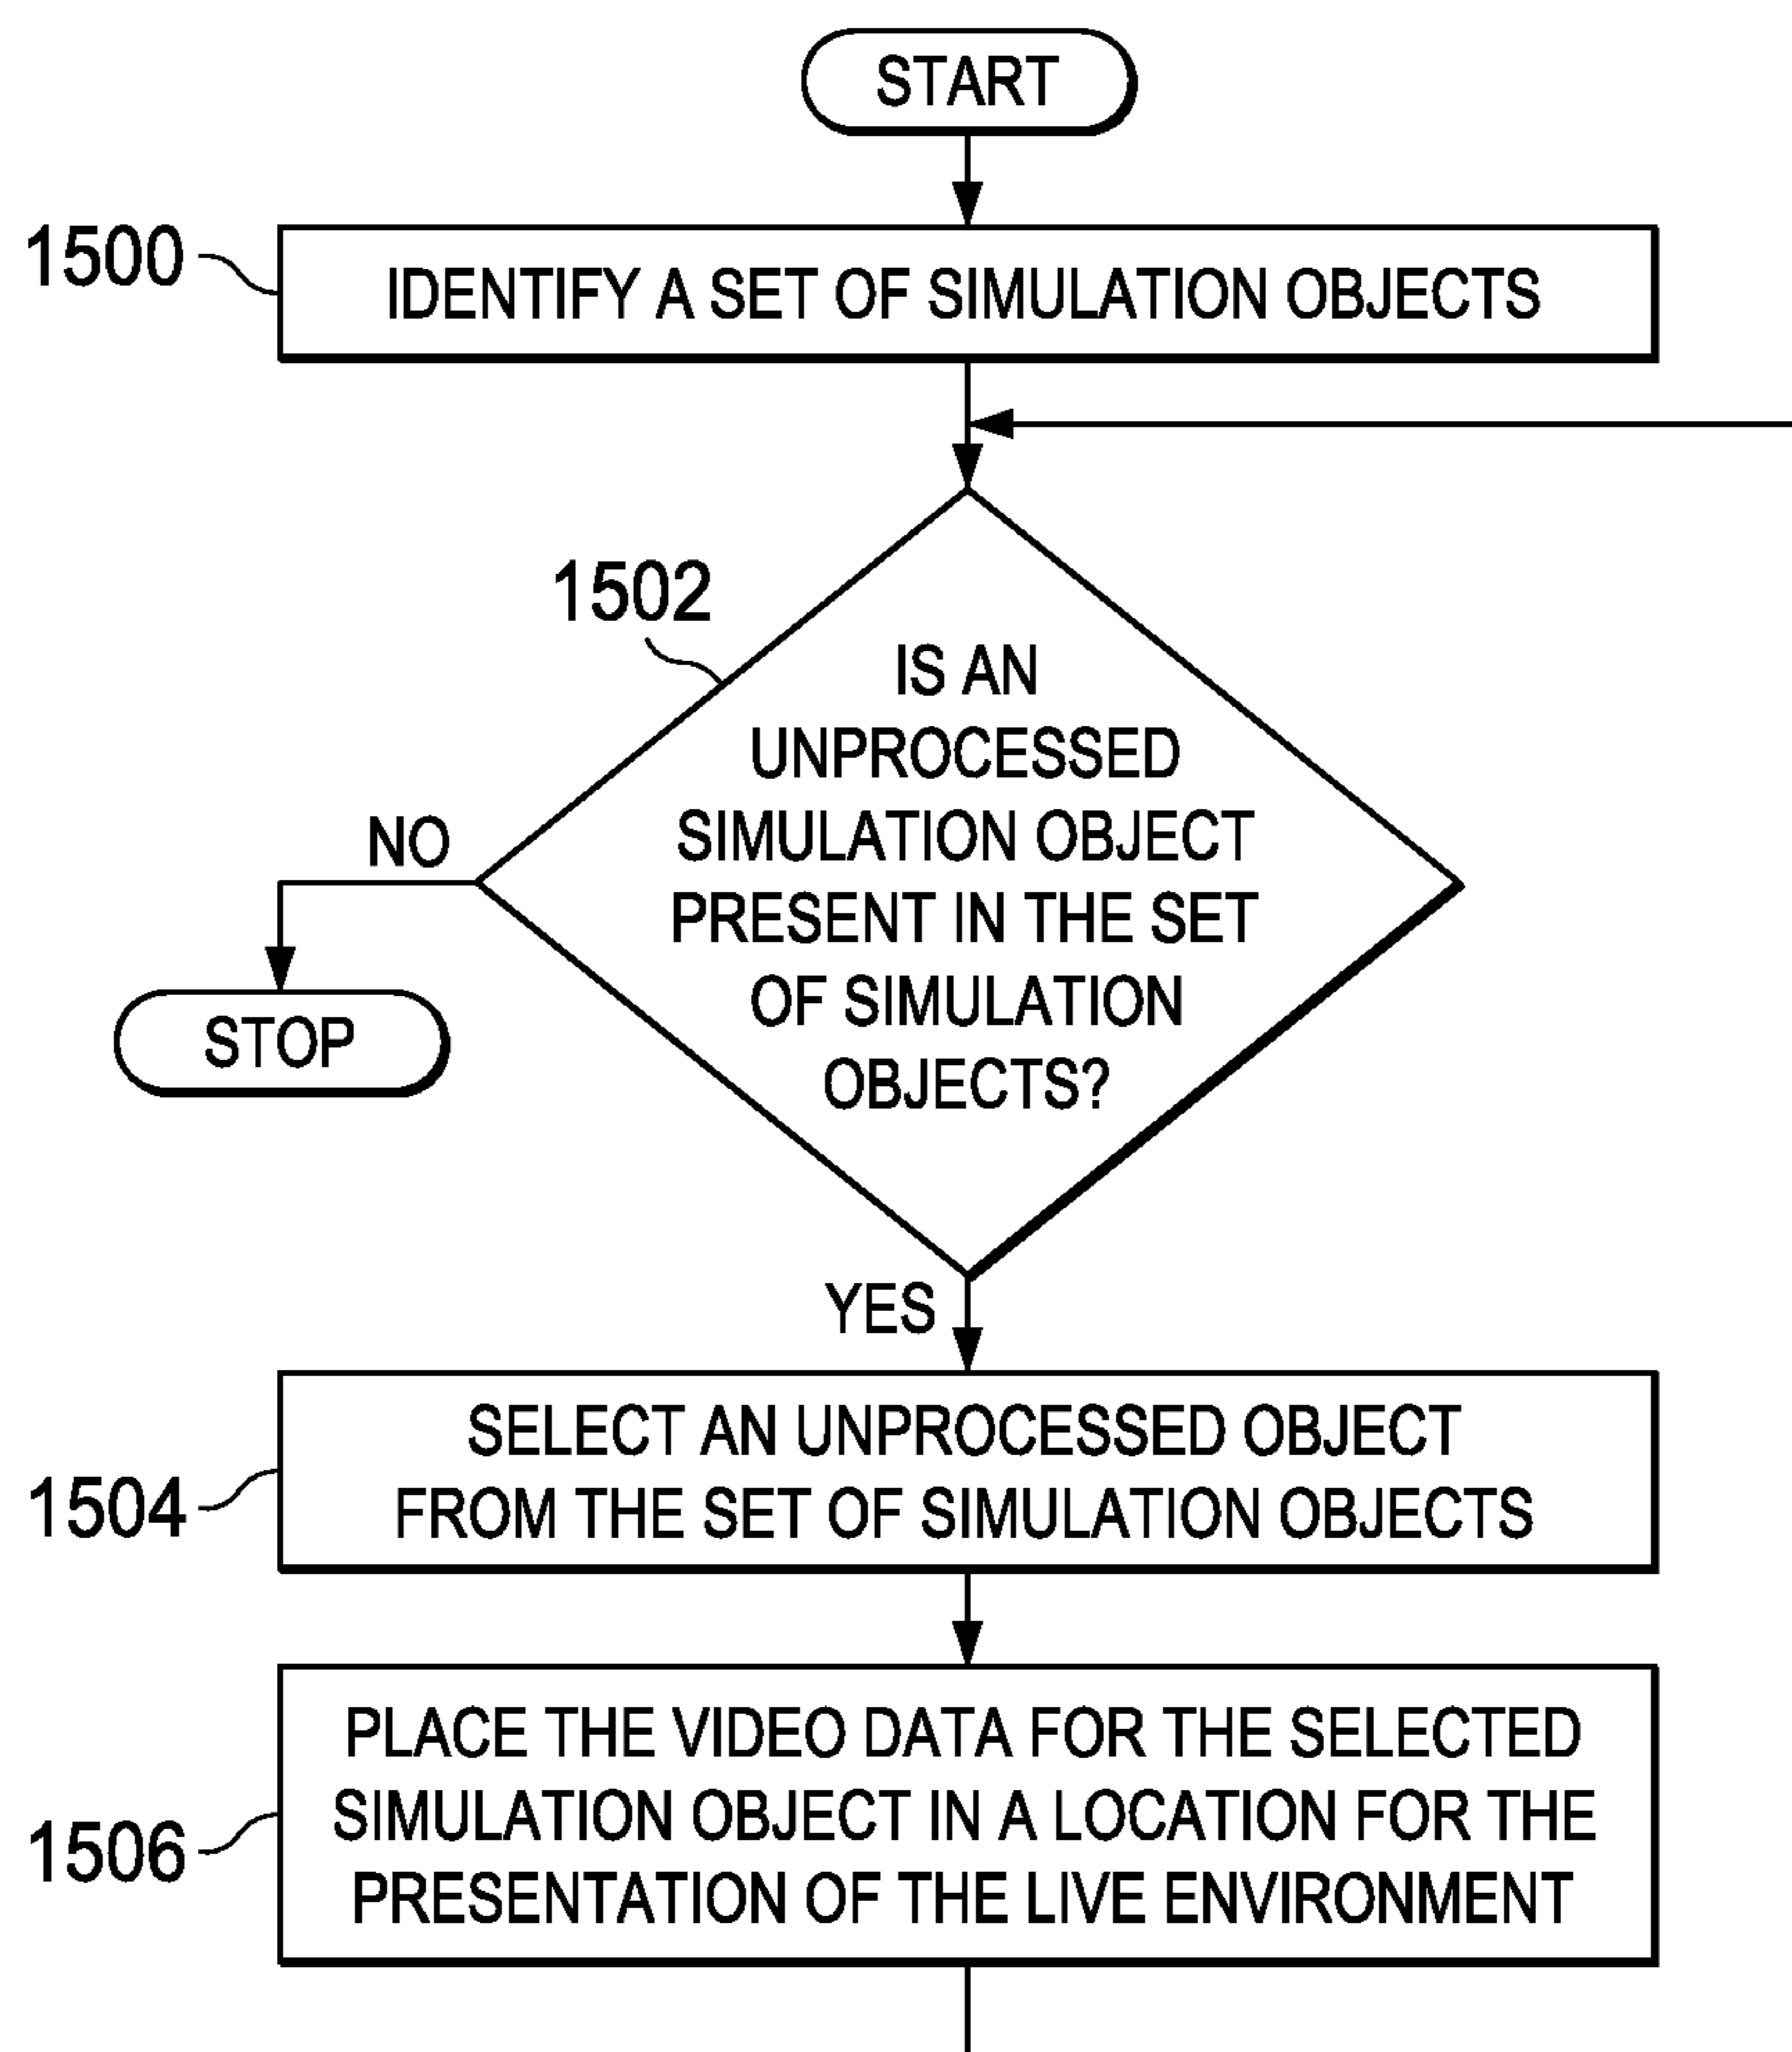 START
1500
IDENTIFY A SET OF SIMULATION OBJECTS
1502
IS AN
UNPROCESSED
SIMULATION OBJECT
PRESENT IN THE SET
OF SIMULATION
OBJECTS?
NO
STOP
YES
1504
SELECT AN UNPROCESSED OBJECT
FROM THE SET OF SIMULATION OBJECTS
1506
PLACE THE VIDEO DATA FOR THE SELECTED
SIMULATION OBJECT IN A LOCATION FOR THE
PRESENTATION OF THE LIVE ENVIRONMENT